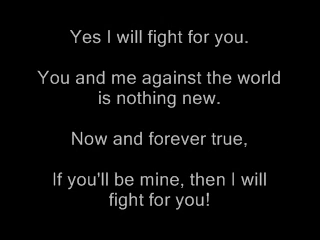 Yes I will fight for you.
You and me against the world
is nothing new.
Now and forever true,
If you'll be mine, then I will
fight for you!